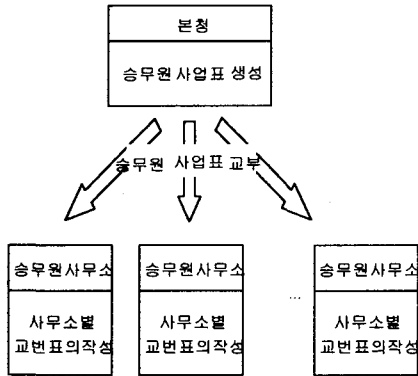 본청
승무원 사업표 생성
승무원 사업표 교부
승무원사무소 승무원사무소 ... 승무원사무소
사무소별 사무소별 사무소별
교번표의작성 교번표의작성 교번표의작성